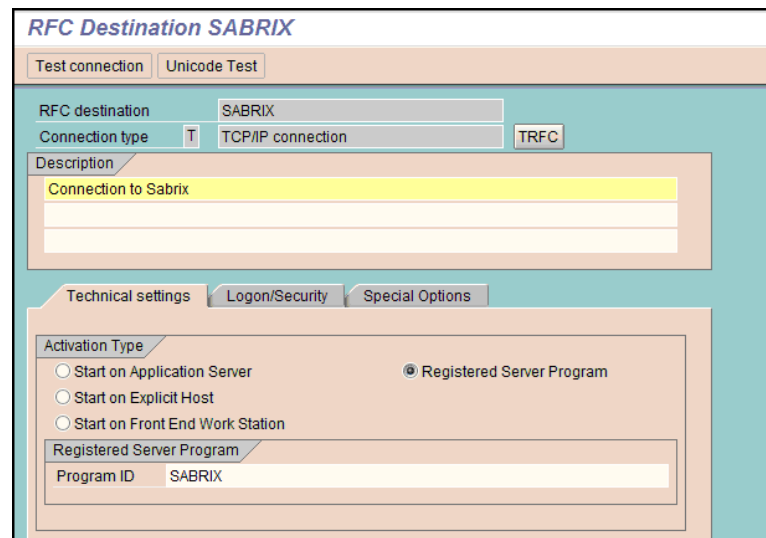 RFC Destination SABRIX
Test connection Unicode Test
RFC destination SABRIX
Connection type T TCP/IP connection TRFC
Description
Connection to Sabrix
Technical settings Logon/Security Special Options
Activation Type
Start on Application Server Registered Server Program
Start on Explicit Host
Start on Front End Work Station
Registered Server Program
Program ID SABRIX